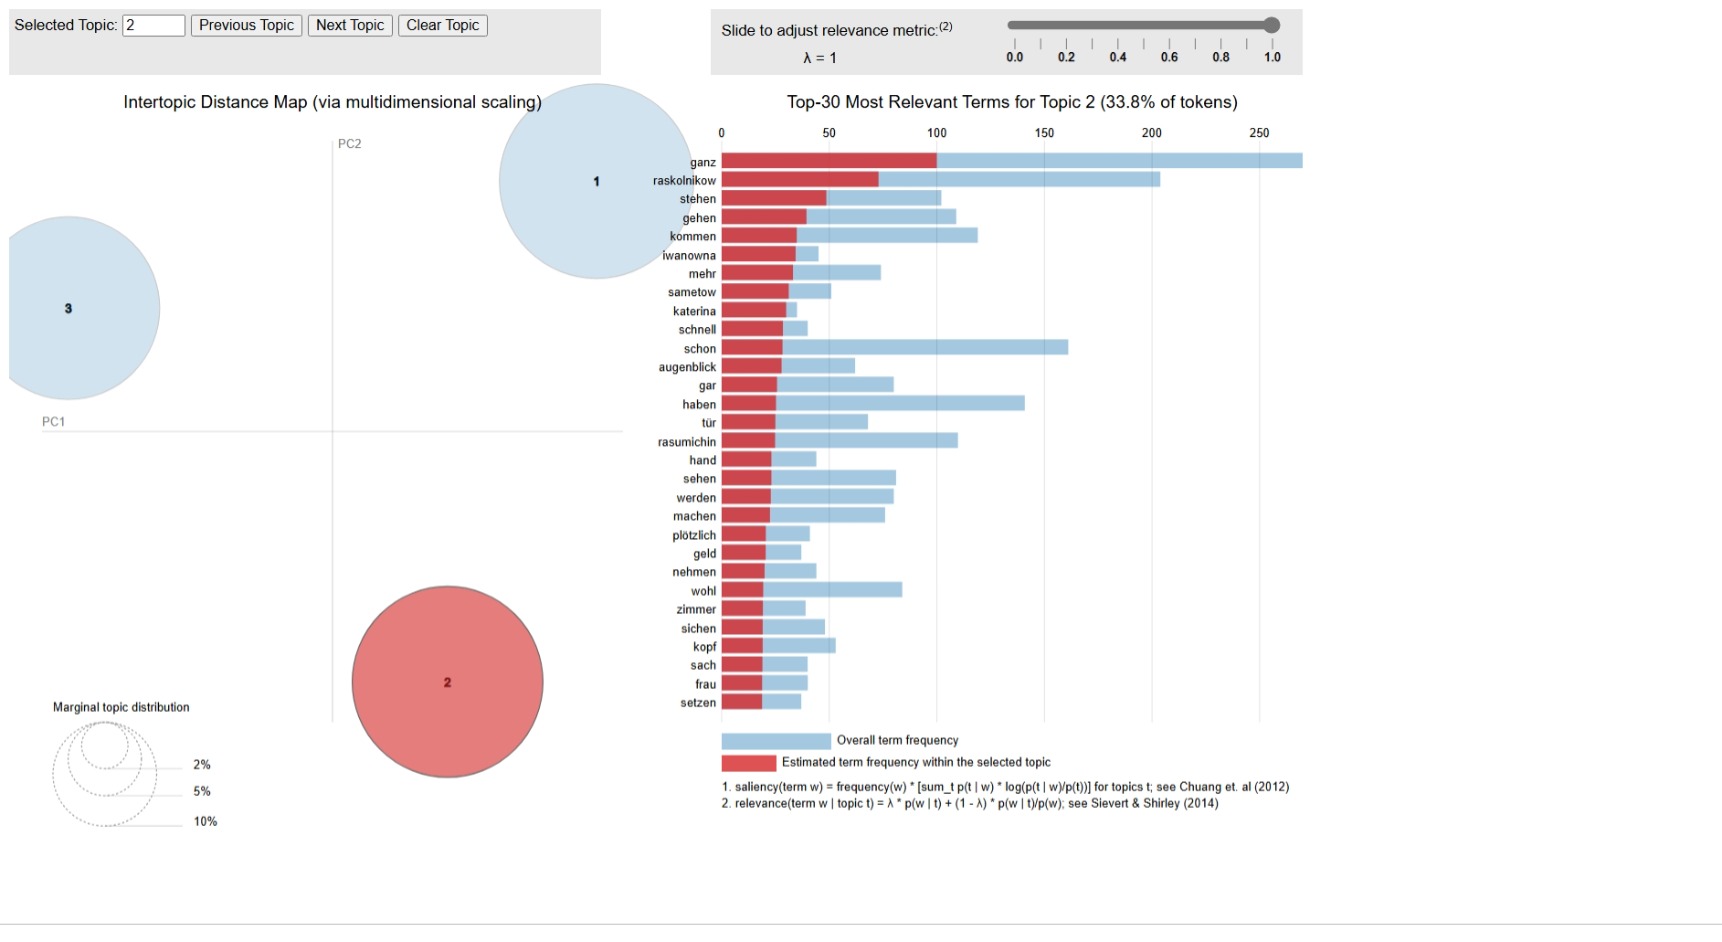 Selected Topic: 2 Previous Topic Next Topic Clear Topic
Slide to adjust relevance metric:(2)
λ = 1
0.0 0.2 0.4 0.6 0.8 1.0
Intertopic Distance Map (via multidimensional scaling)
PC2
PC1
1
3
2
Marginal topic distribution
2%
5%
10%
Top-30 Most Relevant Terms for Topic 2 (33.8% of tokens)
0 50 100 150 200 250
ganz
raskolnikow
stehen
gehen
kommen
iwanowna
mehr
sametow
katerina
schnell
schon
augenblick
gar
haben
tür
rasumichin
hand
sehen
werden
machen
plötzlich
geld
nehmen
wohl
zimmer
sichen
kopf
sach
frau
setzen
Overall term frequency
Estimated term frequency within the selected topic
1. saliency(term w) = frequency(w) * [sum_t p(t | w) * log(p(t | w)/p(t))] for topics t; see Chuang et. al (2012)
2. relevance(term w | topic t) = λ * p(w | t) + (1 - λ) * p(w | t)/p(w); see Sievert & Shirley (2014)